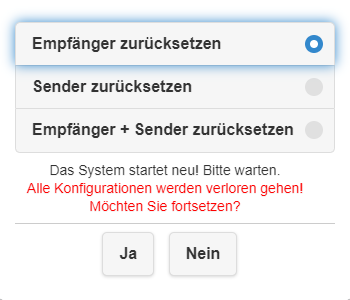 Empfänger zurücksetzen
Sender zurücksetzen
Empfänger + Sender zurücksetzen
Das System startet neu! Bitte warten.
Alle Konfigurationen werden verloren gehen!
Möchten Sie fortsetzen?
Ja
Nein